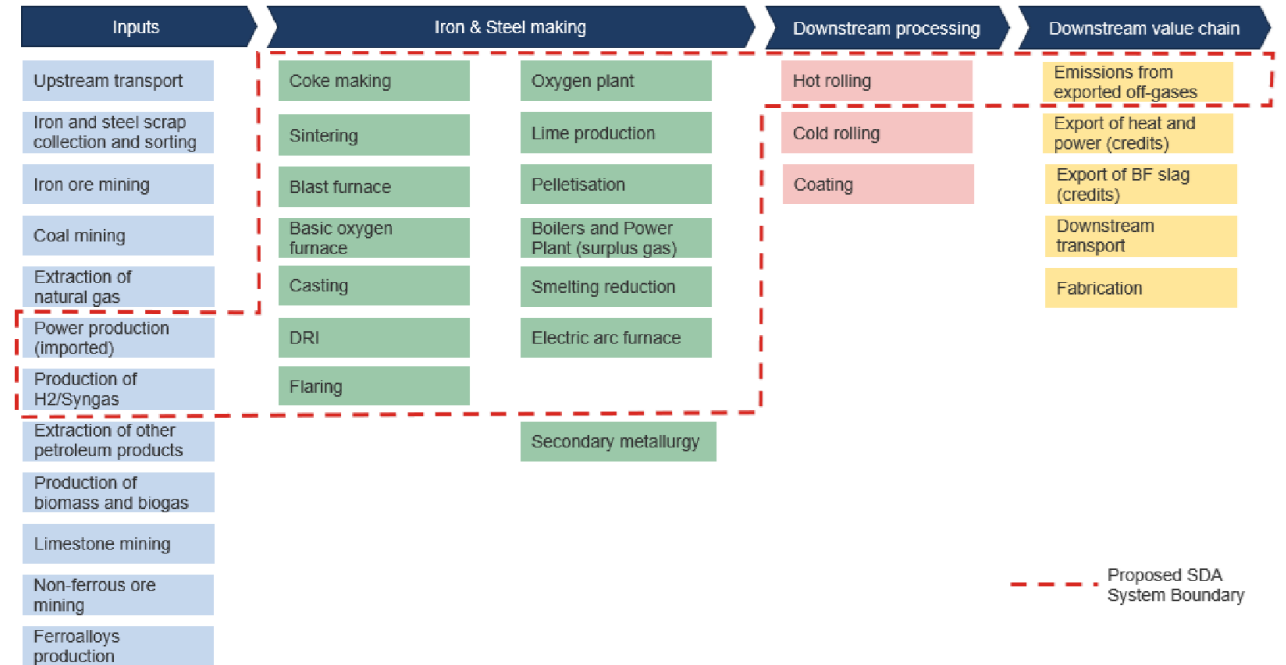 Inputs
Iron & Steel making
Downstream processing
Downstream value chain
Upstream transport
Iron and steel scrap
collection and sorting
Iron ore mining
Coal mining
Extraction of
natural gas
Power production
(imported)
Production of
H2/Syngas
Extraction of other
petroleum products
Production of
biomass and biogas
Limestone mining
Non-ferrous ore
mining
Ferroalloys
production
Coke making
Sintering
Blast furnace
Basic oxygen
furnace
Casting
DRI
Flaring
Oxygen plant
Lime production
Pelletisation
Boilers and Power
Plant (surplus gas)
Smelting reduction
Electric arc furnace
Secondary metallurgy
Hot rolling
Cold rolling
Coating
Emissions from
exported off-gases
Export of heat and
power (credits)
Export of BF slag
(credits)
Downstream
transport
Fabrication
Proposed SDA
System Boundary